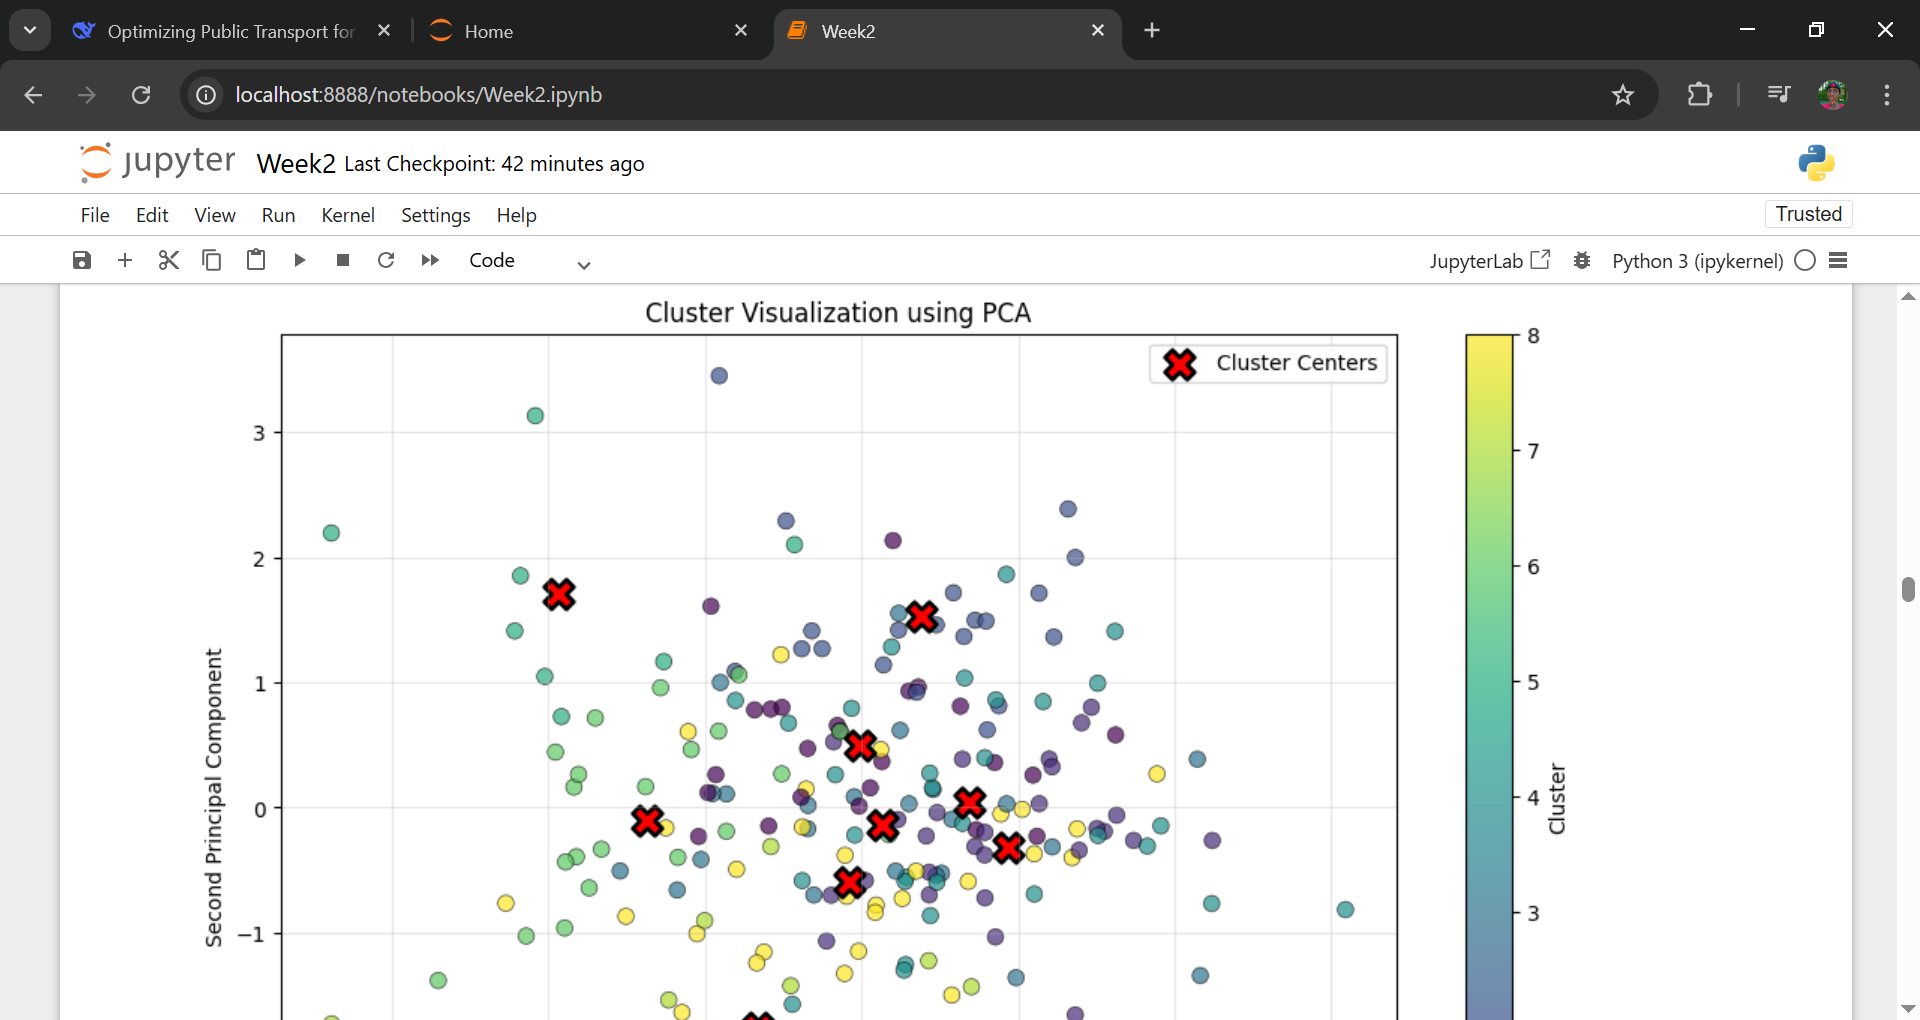 Optimizing Public Transport for
Home
Week2
localhost:8888/notebooks/Week2.ipynb
jupyter Week2 Last Checkpoint: 42 minutes ago
File Edit View Run Kernel Settings Help
Trusted
Code
JupyterLab
Python 3 (ipykernel)
Cluster Visualization using PCA
Cluster Centers
3
2
1
0
−1
Second Principal Component
8
7
6
5
4
3
Cluster